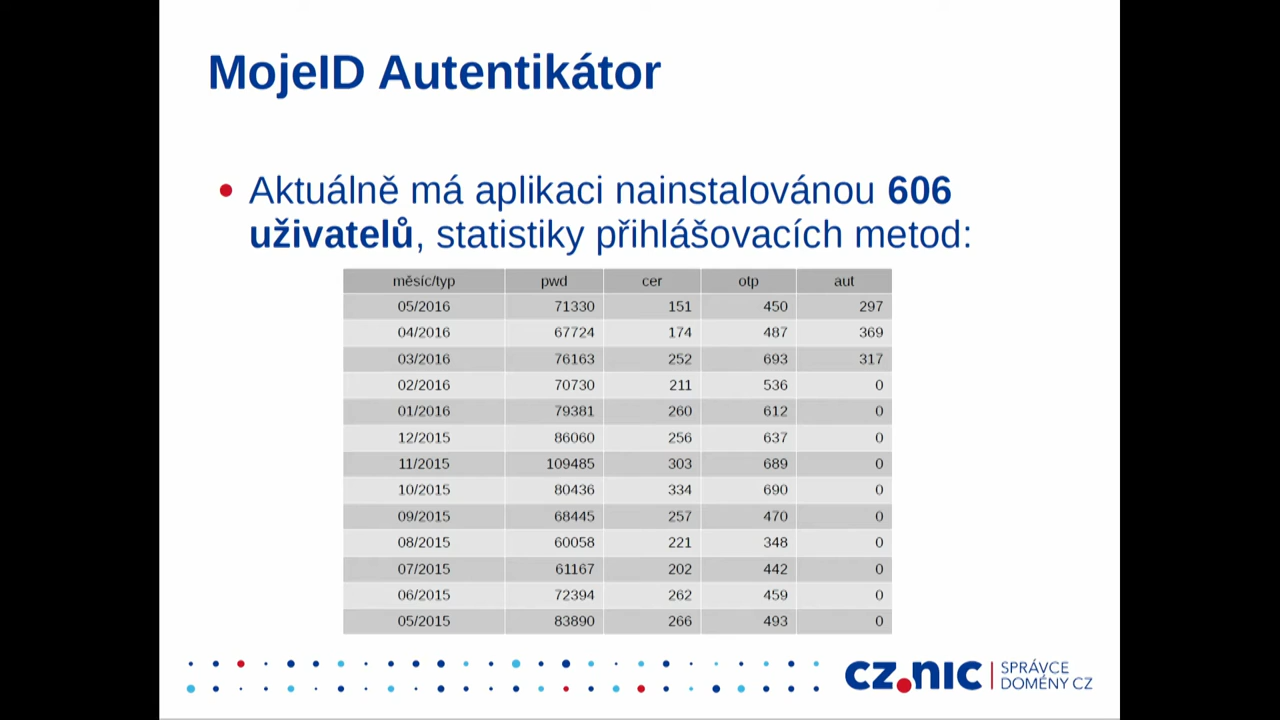 MojeID Autentikátor
Aktuálně má aplikaci nainstalovánou 606
uživatelů, statistiky přihlášovacích metod:
měsíc/typ pwd cer otp aut
05/2016 71330 151 450 297
04/2016 67724 174 487 369
03/2016 76163 252 693 317
02/2016 70730 211 536 0
01/2016 79381 260 612 0
12/2015 86060 256 637 0
11/2015 109485 303 689 0
10/2015 80436 334 690 0
09/2015 68445 257 470 0
08/2015 60058 221 348 0
07/2015 61167 202 442 0
06/2015 72394 262 459 0
05/2015 83890 266 493 0
CZ.NIC SPRÁVCE
DOMÉNY CZ